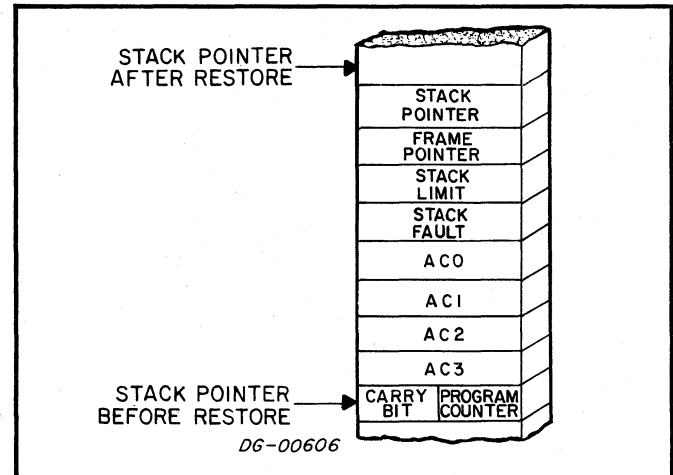 STACK POINTER
AFTER RESTORE
STACK
POINTER
FRAME
POINTER
STACK
LIMIT
STACK
FAULT
AC0
AC1
AC2
AC3
STACK POINTER
BEFORE RESTORE
CARRY
BIT
PROGRAM
COUNTER
DG-00606